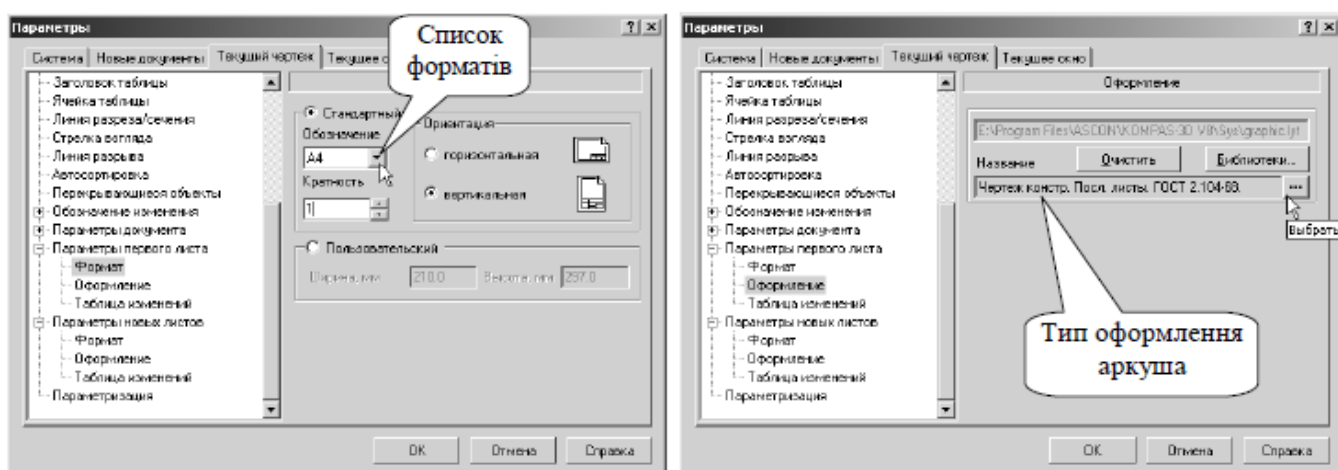 Параметры
Система
Новые документы
Текущий чертеж
Текущее о
Список
форматів
Заголовок таблицы
Ячейка таблицы
Линия разреза/сечения
Стрелка взгляда
Линия разрыва
Автосортировка
Перекрывающиеся объекты
Обозначение изменения
Параметры документа
Параметры первого листа
Формат
Оформление
Таблица изменений
Параметры новых листов
Формат
Оформление
Таблица изменений
Параметризация
Стандартный
Обозначение
A4
Кратность
1
Ориентация
горизонтальная
вертикальная
Пользовательский
Ширина, мм
210.0
Высота, мм
297.0
OK
Отмена
Справка
Параметры
Система
Новые документы
Текущий чертеж
Текущее окно
Заголовок таблицы
Ячейка таблицы
Линия разреза/сечения
Стрелка взгляда
Линия разрыва
Автосортировка
Перекрывающиеся объекты
Обозначение изменения
Параметры документа
Параметры первого листа
Формат
Оформление
Таблица изменений
Параметры новых листов
Формат
Оформление
Таблица изменений
Параметризация
Оформление
E:\Program Files\ASCON\KOMPAS-3D V8\Sys\graphic.lyt
Название
Очистить
Библиотеки...
Чертеж констр. Посл. листы. ГОСТ 2.104-68.
...
Выбрать
Тип оформлення
аркуша
OK
Отмена
Справка